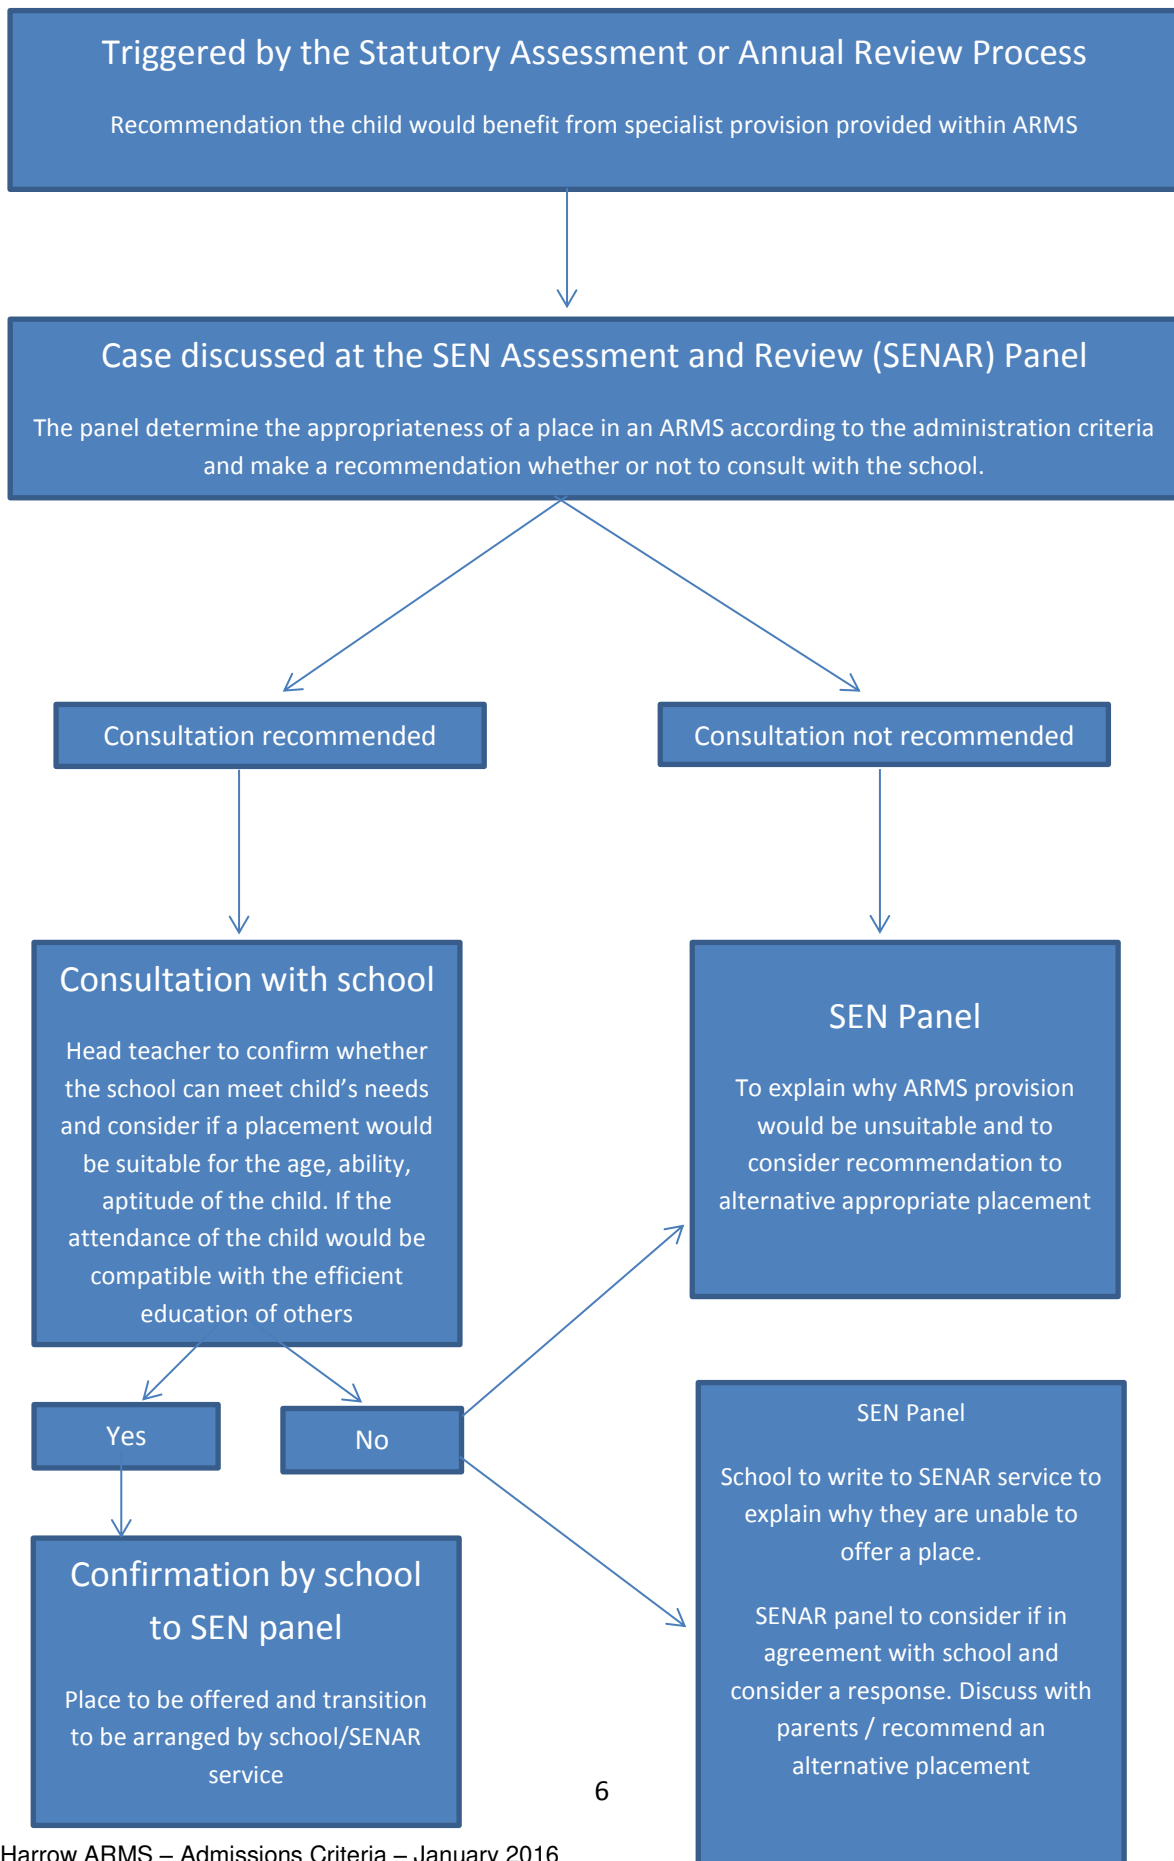 Triggered by the Statutory Assessment or Annual Review Process
Recommendation the child would benefit from specialist provision provided within ARMS
Case discussed at the SEN Assessment and Review (SENAR) Panel
The panel determine the appropriateness of a place in an ARMS according to the administration criteria
and make a recommendation whether or not to consult with the school.
Consultation recommended
Consultation not recommended
Consultation with school
Head teacher to confirm whether
the school can meet child’s needs
and consider if a placement would
be suitable for the age, ability,
aptitude of the child. If the
attendance of the child would be
compatible with the efficient
education of others
SEN Panel
To explain why ARMS provision
would be unsuitable and to
consider recommendation to
alternative appropriate placement
Yes
No
Confirmation by school
to SEN panel
Place to be offered and transition
to be arranged by school/SENAR
service
SEN Panel
School to write to SENAR service to
explain why they are unable to
offer a place.
SENAR panel to consider if in
agreement with school and
consider a response. Discuss with
parents / recommend an
alternative placement
6
Harrow ARMS – Admissions Criteria – January 2016